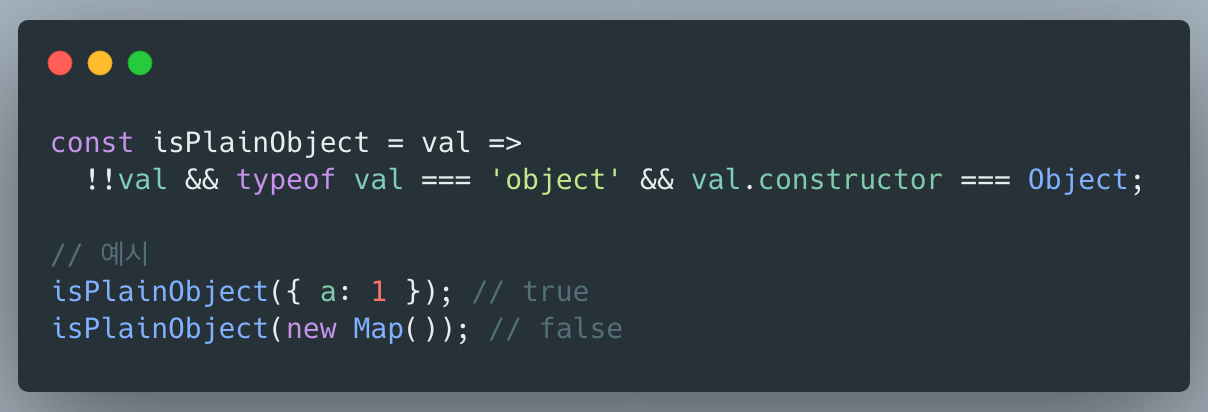 const isPlainObject = val =>
  !!val && typeof val === 'object' && val.constructor === Object;
// 예시
isPlainObject({ a: 1 }); // true
isPlainObject(new Map()); // false